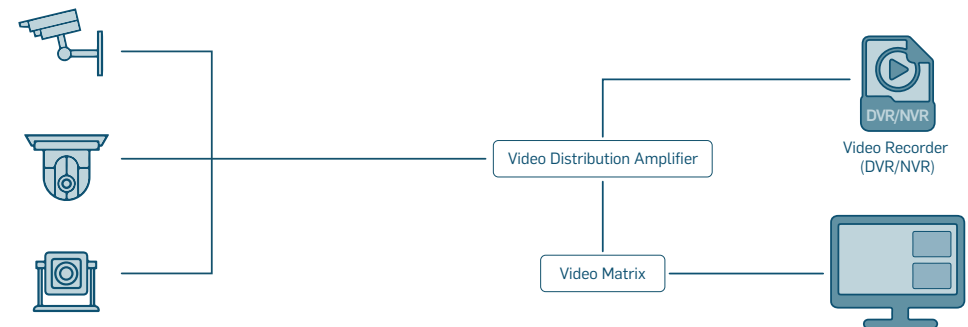 DVR/NVR
Video Recorder
(DVR/NVR)
Video Distribution Amplifier
Video Matrix